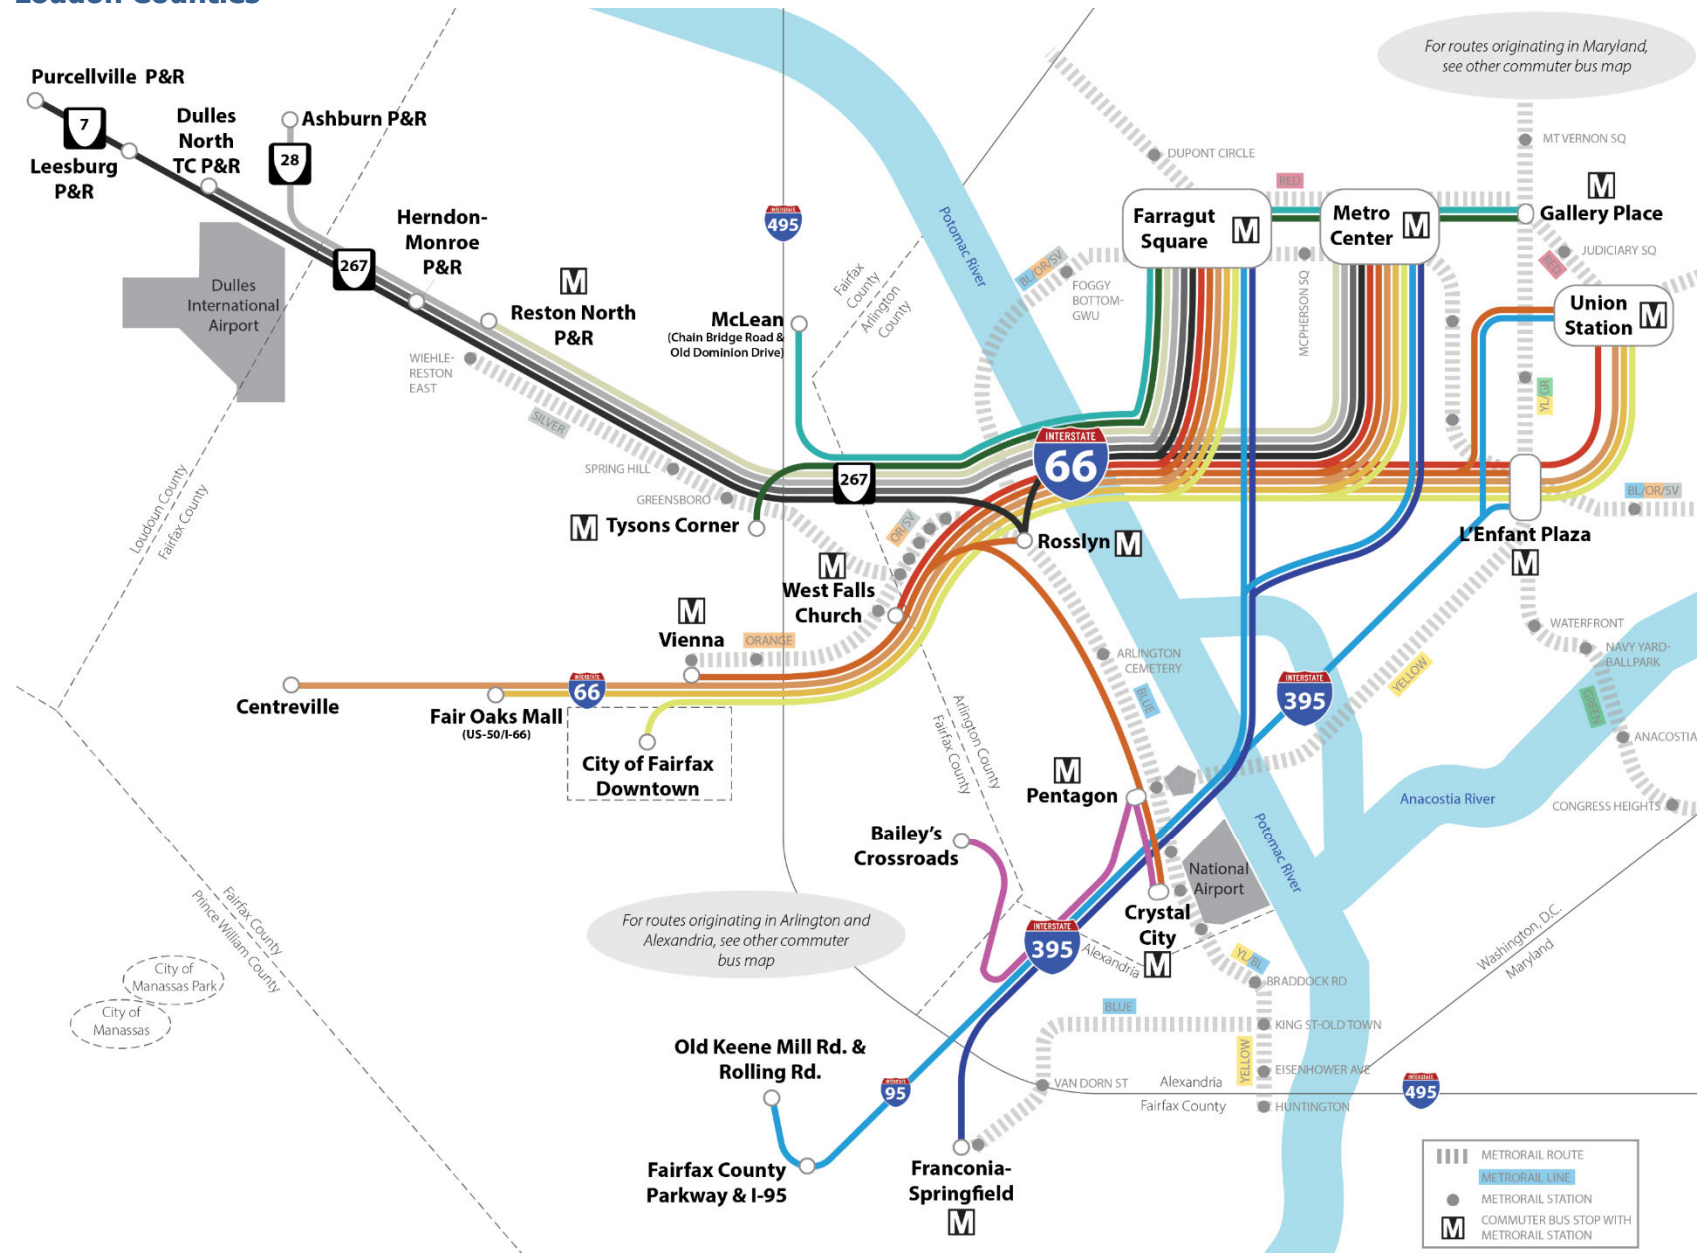 Loudon Counties
For routes originating in Maryland,
see other commuter bus map
Purcellville P&R
7
Leesburg
P&R
Dulles
North
TC P&R
Ashburn P&R
28
Herndon-
Monroe
P&R
267
Dulles
International
Airport
M
Reston North
P&R
WIEHLE-
RESTON
EAST
SILVER
SPRING HILL
GREENSBORO
INTERSTATE
495
McLean
(Chain Bridge Road &
Old Dominion Drive)
Fairfax
County
Arlington
County
Potomac River
DUPONT CIRCLE
RED
BL/OR/SV
FOGGY
BOTTOM-
GWU
Farragut
Square
M
MCPHERSON SQ
Metro
Center
M
MT VERNON SQ
M
Gallery Place
JUDICIARY SQ
RED
Union
Station
M
YL/GR
BL/OR/SV
L'Enfant Plaza
M
INTERSTATE
66
267
M
Tysons Corner
OR/SV
Rosslyn
M
M
West Falls
Church
M
Vienna
ORANGE
Loudoun County
Fairfax County
Centreville
Fair Oaks Mall
(US-50/I-66)
INTERSTATE
66
City of Fairfax
Downtown
Arlington County
Fairfax County
ARLINGTON
CEMETERY
BLUE
YELLOW
INTERSTATE
395
WATERFRONT
NAVY YARD-
BALLPARK
GREEN
ANACOSTIA
CONGRESS HEIGHTS
Anacostia River
M
Pentagon
Bailey's
Crossroads
Potomac River
National
Airport
Crystal
City
M
For routes originating in Arlington and
Alexandria, see other commuter
bus map
INTERSTATE
395
Alexandria
Washington, D.C.
Maryland
YL/BL
BRADDOCK RD
BLUE
KING ST-OLD TOWN
YELLOW
EISENHOWER AVE
HUNTINGTON
VAN DORN ST
Alexandria
Fairfax County
INTERSTATE
495
Fairfax County
Prince William County
City of
Manassas Park
City of
Manassas
Old Keene Mill Rd. &
Rolling Rd.
INTERSTATE
95
Fairfax County
Parkway & I-95
Franconia-
Springfield
M
METRORAIL ROUTE
METRORAIL LINE
METRORAIL STATION
M
COMMUTER BUS STOP WITH
METRORAIL STATION